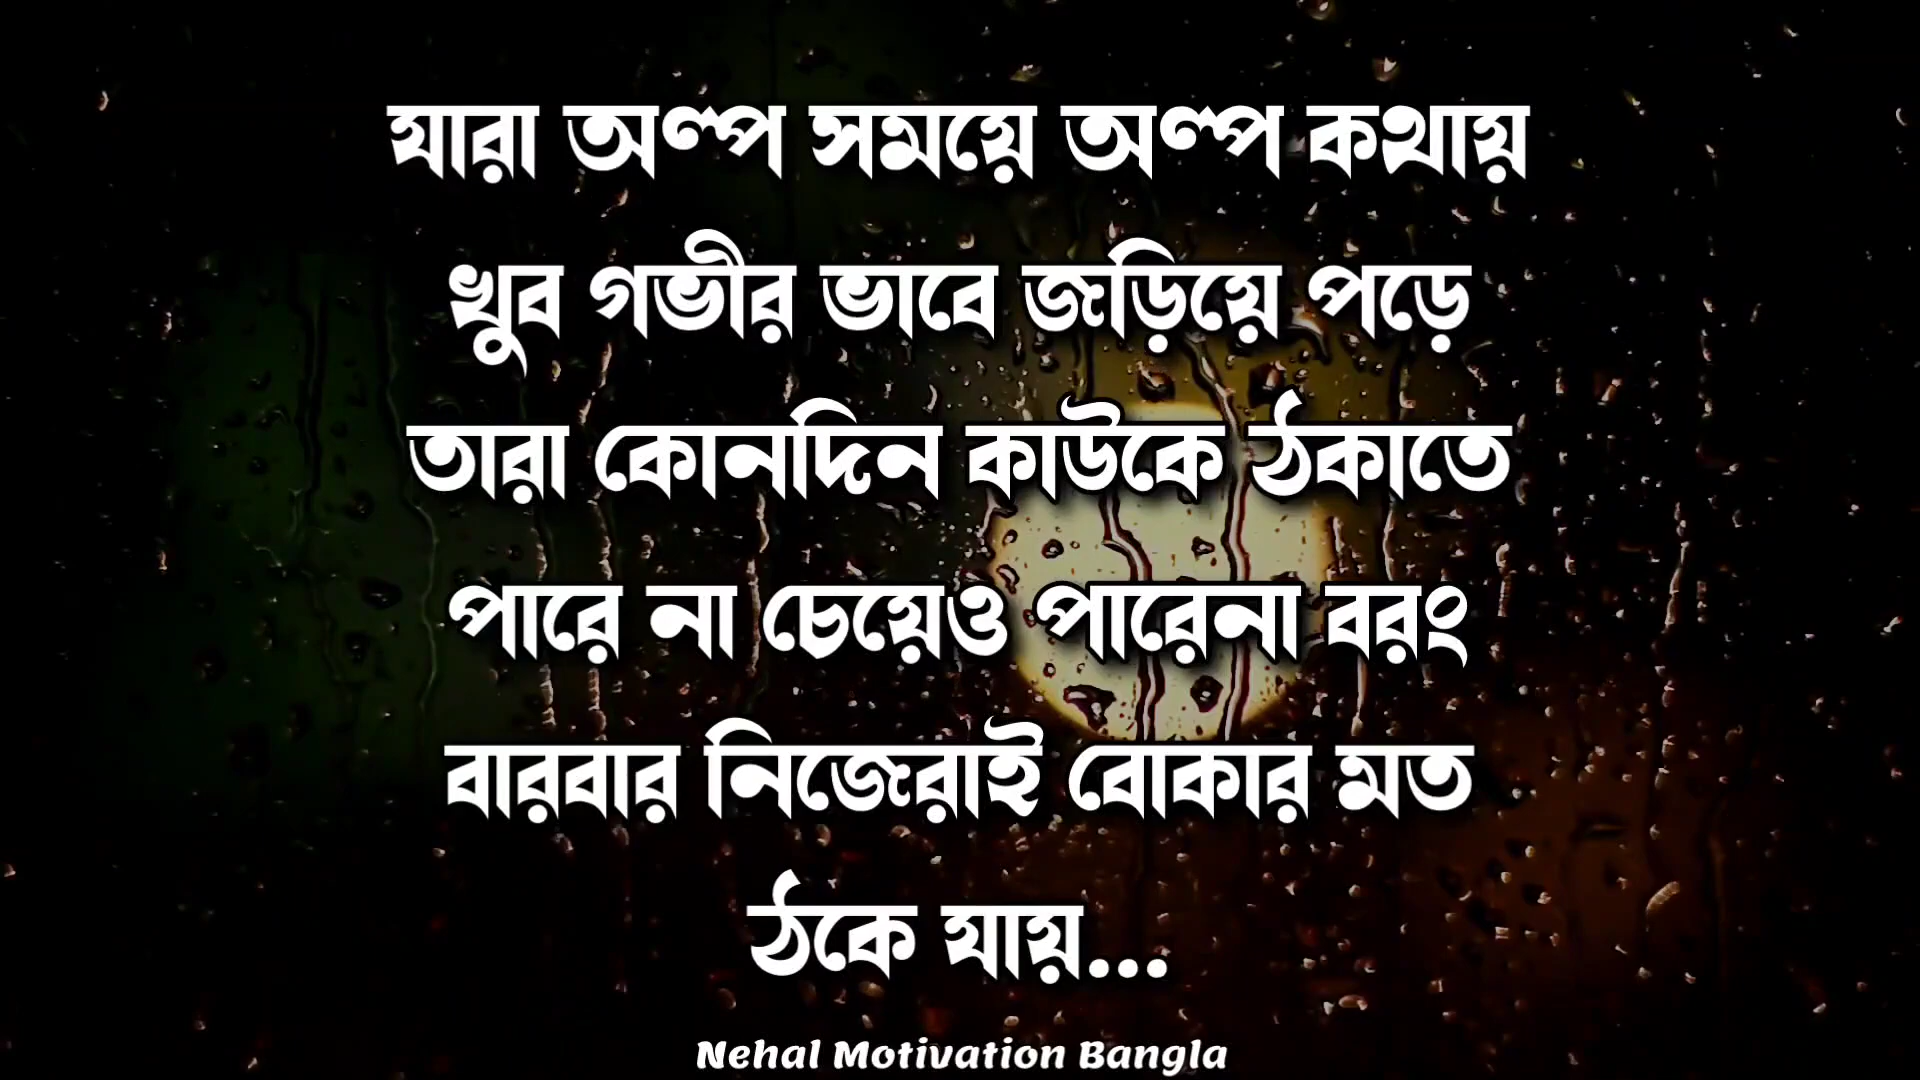 যারা অল্প সময়ে অল্প কথায়
খুব গভীর ভাবে জড়িয়ে পড়ে
তারা কোনদিন কাউকে ঠকাতে
পারে না চেয়েও পারেনা বরং
বারবার নিজেরাই বোকার মত
ঠকে যায়...
Nehal Motivation Bangla